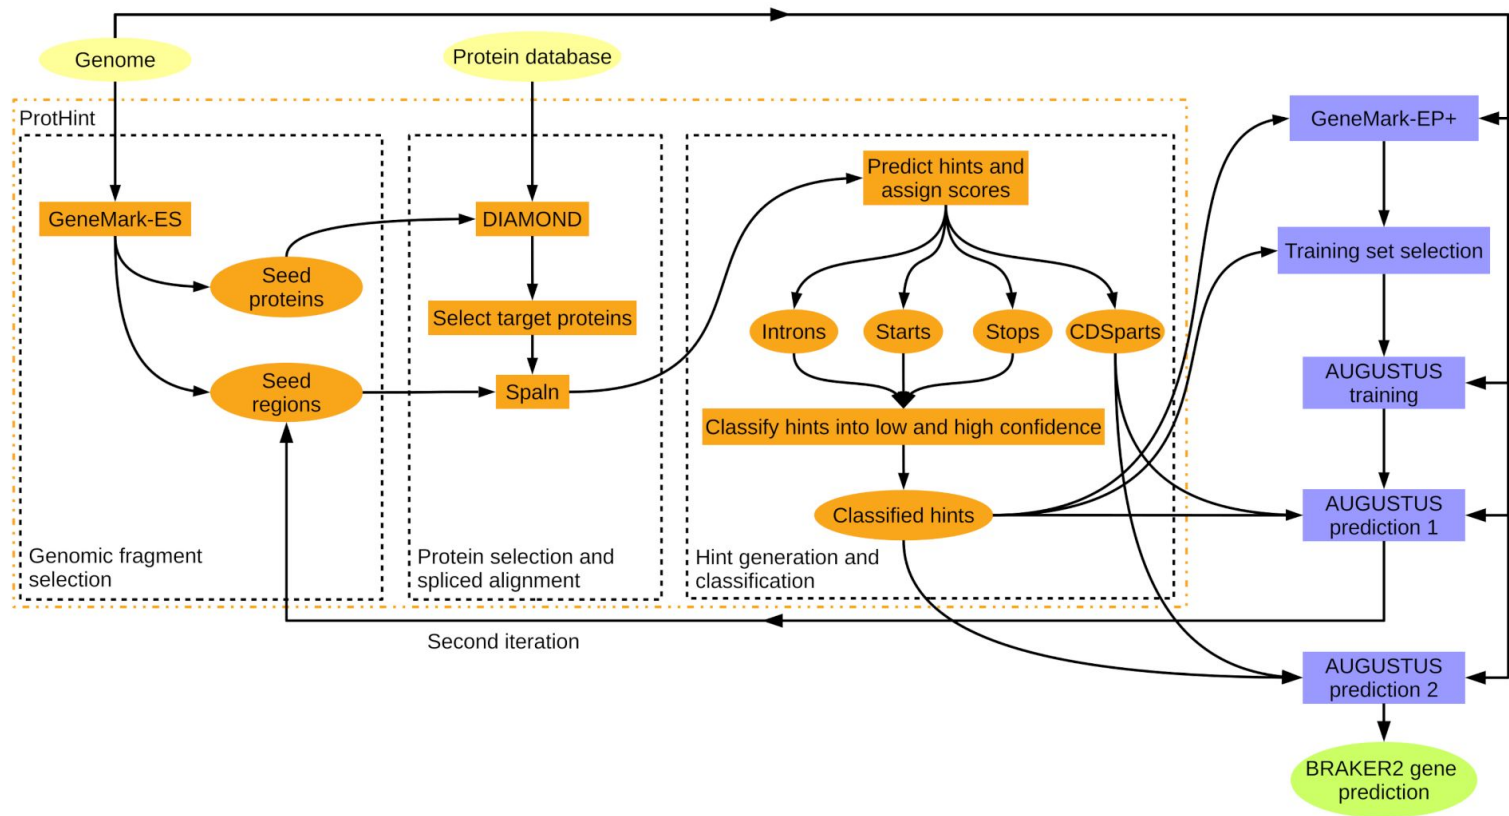 Genome
Protein database
ProtHint
GeneMark-EP+
Predict hints and
assign scores
GeneMark-ES
DIAMOND
Training set selection
Seed
proteins
Select target proteins
Introns
Starts
Stops
CDSparts
Seed
regions
Spaln
AUGUSTUS
training
Classify hints into low and high confidence
Classified hints
AUGUSTUS
prediction 1
Genomic fragment
selection
Protein selection and
spliced alignment
Hint generation and
classification
Second iteration
AUGUSTUS
prediction 2
BRAKER2 gene
prediction